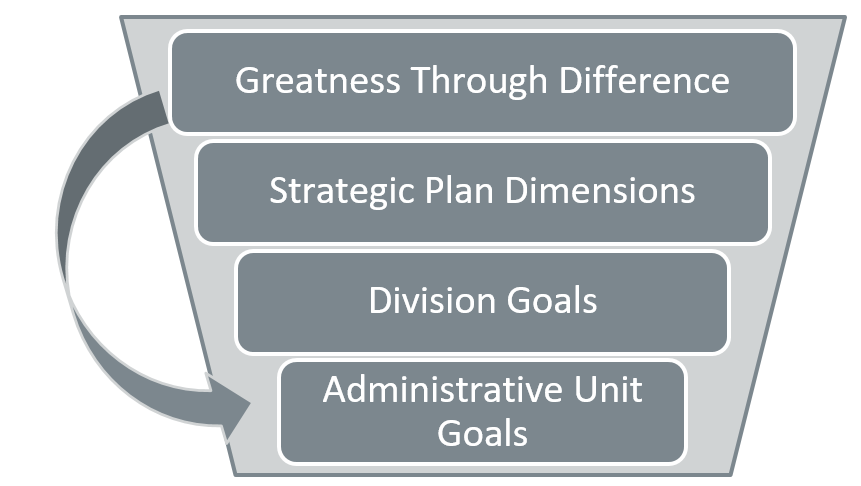 Greatness Through Difference
Strategic Plan Dimensions
Division Goals
Administrative Unit
Goals